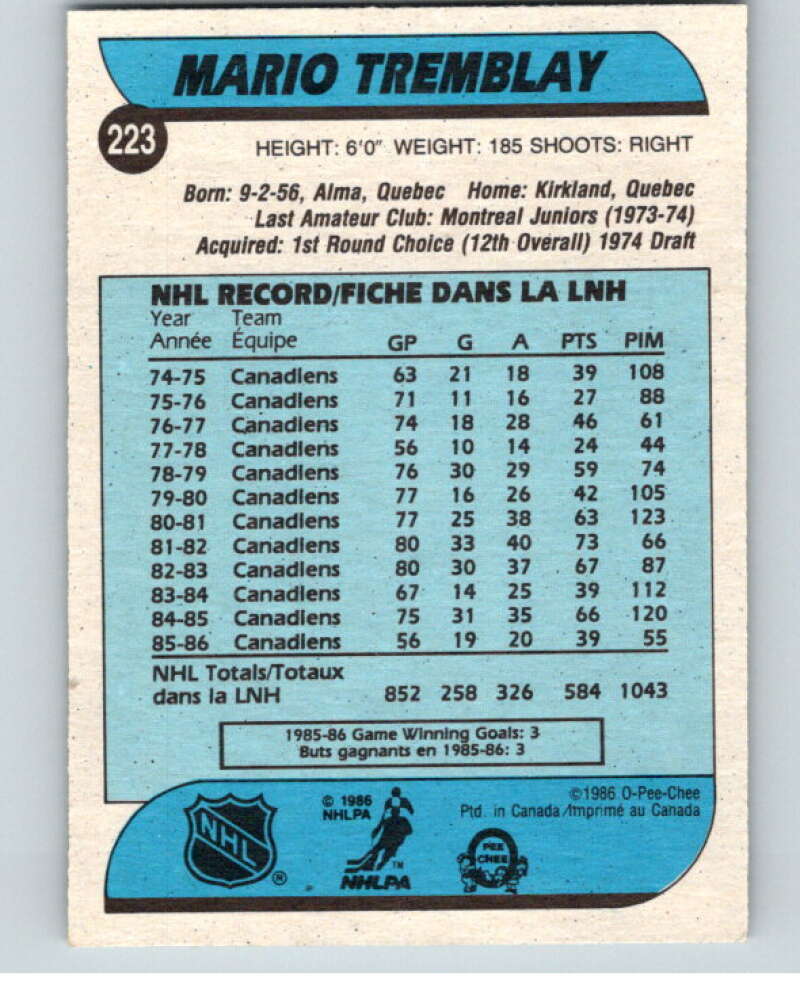 MARIO TREMBLAY
223
HEIGHT: 6'0" WEIGHT: 185 SHOOTS: RIGHT
Born: 9-2-56, Alma, Quebec Home: Kirkland, Quebec
Last Amateur Club: Montreal Juniors (1973-74)
Acquired: 1st Round Choice (12th Overall) 1974 Draft
NHL RECORD/FICHE DANS LA LNH
Year Team
Année Équipe GP G A PTS PIM
74-75 Canadiens 63 21 18 39 108
75-76 Canadiens 71 11 16 27 88
76-77 Canadiens 74 18 28 46 61
77-78 Canadiens 56 10 14 24 44
78-79 Canadiens 76 30 29 59 74
79-80 Canadiens 77 16 26 42 105
80-81 Canadiens 77 25 38 63 123
81-82 Canadiens 80 33 40 73 66
82-83 Canadiens 80 30 37 67 87
83-84 Canadiens 67 14 25 39 112
84-85 Canadiens 75 31 35 66 120
85-86 Canadiens 56 19 20 39 55
NHL Totals/Totaux
dans la LNH 852 258 326 584 1043
1985-86 Game Winning Goals: 3
Buts gagnants en 1985-86: 3
©1986 O-Pee-Chee
Ptd. in Canada/Imprimé au Canada
© 1986
NHLPA
NHL ®
TM
NHLPA
PEE
CHEE